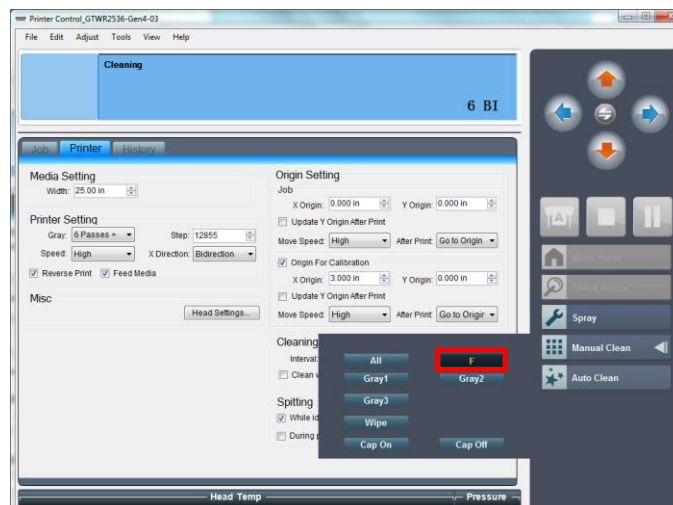 Printer Control_GTWR2536-Gen4-03
File Edit Adjust Tools View Help
Cleaning
6 BI
Job Printer History
Media Setting
Width: 25.00 in
Printer Setting
Gray: 6 Passes + Step: 12855
Speed: High X Direction: Bidirection
Reverse Print Feed Media
Misc
Head Settings...
Origin Setting
Job
X Origin: 0.000 in Y Origin: 0.000 in
Update Y Origin After Print
Move Speed: High After Print: Go to Origin
Origin For Calibration
X Origin: 3.000 in Y Origin: 0.000 in
Update Y Origin After Print
Move Speed: High After Print: Go to Origir
Cleaning
Interval:
Clean
Spitting
While id
During
All F
Gray1 Gray2
Gray3
Wipe
Cap On Cap Off
A
Move Home
Check Nozzle
Spray
Manual Clean
Auto Clean
Head Temp Pressure